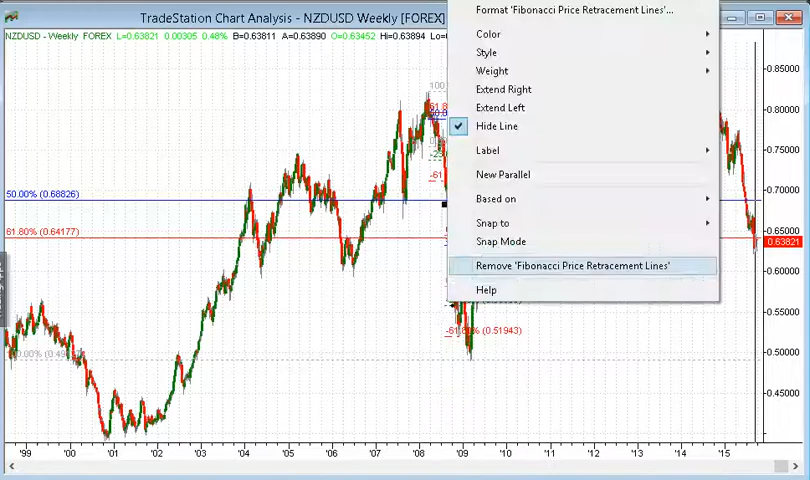 TradeStation Chart Analysis - NZDUSD Weekly [FOREX]
NZDUSD - Weekly FOREX L=0.63821 0.00305 0.48% B=0.63811 A=0.63890 O=0.63452 Hi=0.63894
Format 'Fibonacci Price Retracement Lines'...
Color
Style
Weight
Extend Right
Extend Left
Hide Line
Label
New Parallel
Based on
Snap to
Snap Mode
Remove 'Fibonacci Price Retracement Lines'
Help
50.00% (0.68826)
61.80% (0.64177)
-61.8% (0.51943)
0.85000
0.80000
0.75000
0.70000
0.65000
0.63821
0.60000
0.55000
0.50000
0.45000
'99 '00 '01 '02 '03 '04 '05 '06 '07 '08 '09 '10 '11 '12 '13 '14 '15